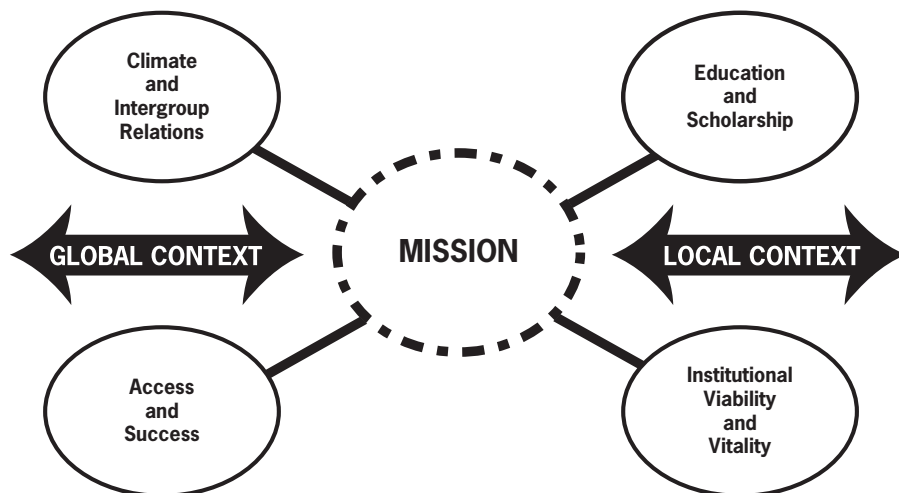 Climate
and
Intergroup
Relations
Education
and
Scholarship
GLOBAL CONTEXT
MISSION
LOCAL CONTEXT
Access
and
Success
Institutional
Viability
and
Vitality